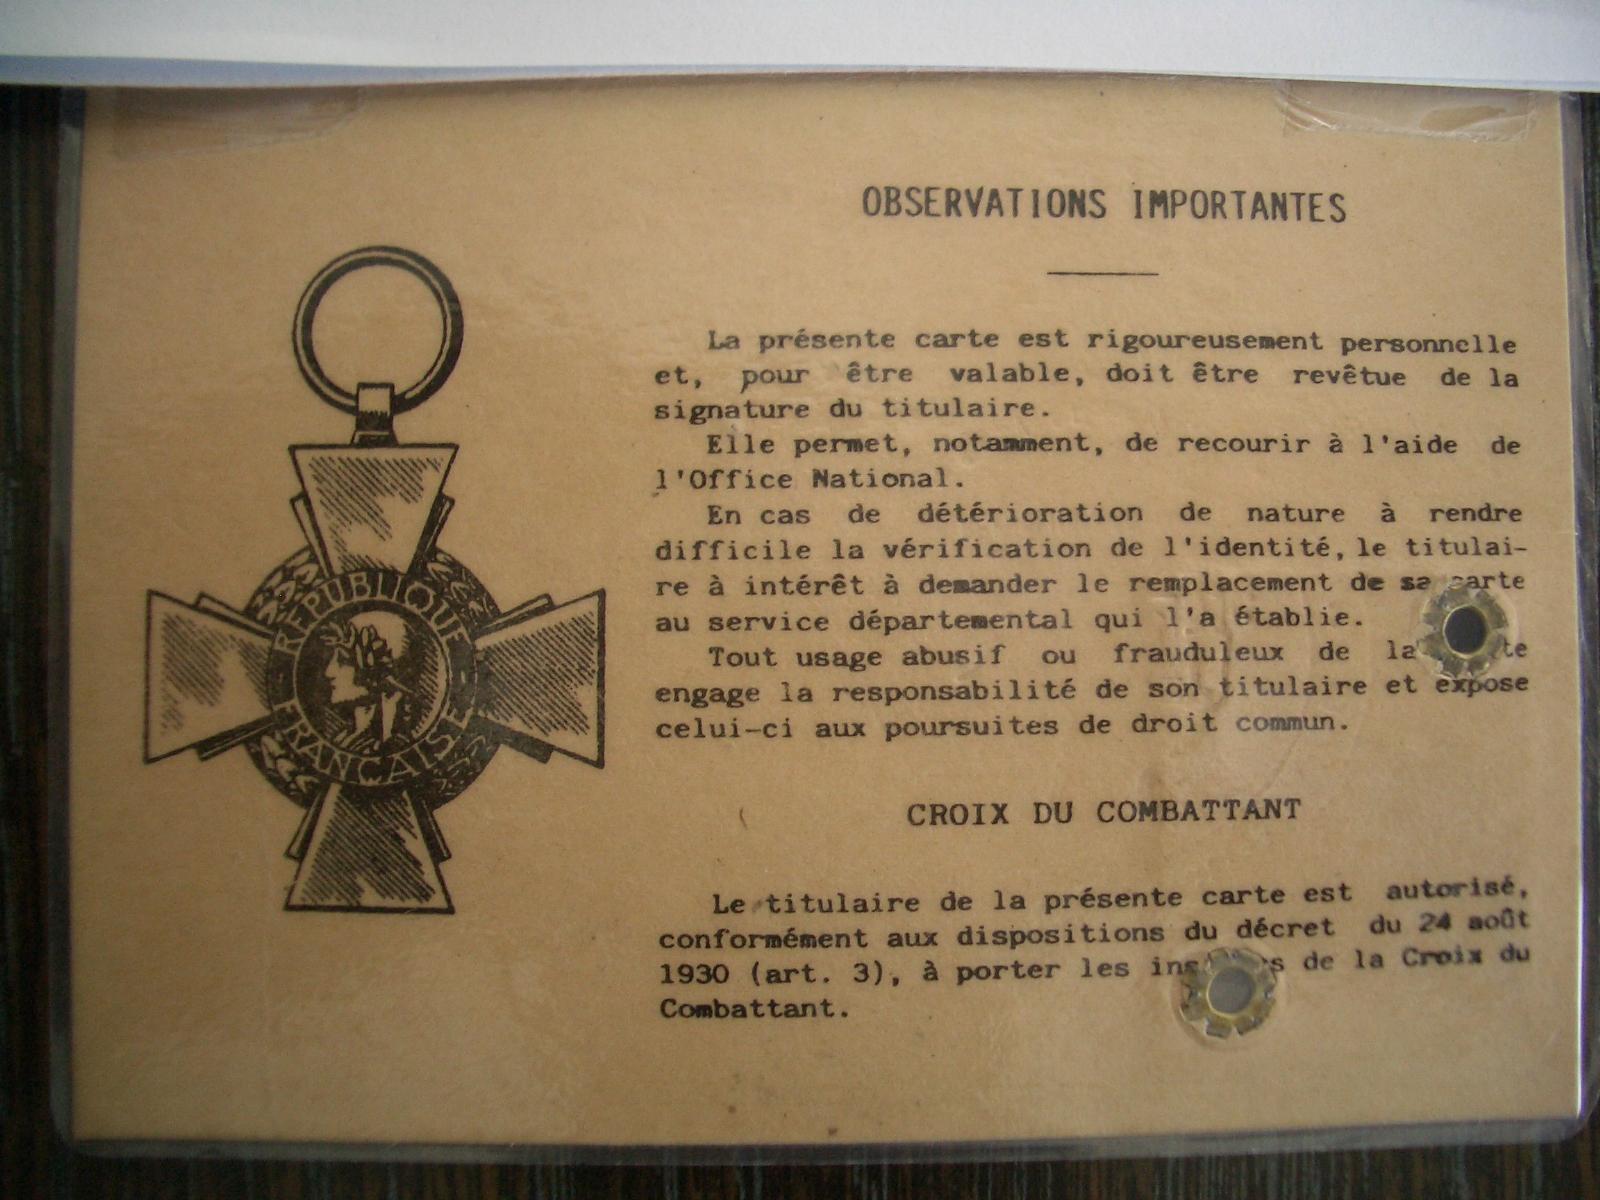 OBSERVATIONS IMPORTANTES
La présente carte est rigoureusement personnelle
et, pour être valable, doit être revêtue de la
signature du titulaire.
Elle permet, notamment, de recourir à l'aide de
l'Office National.
En cas de détérioration de nature à rendre
difficile la vérification de l'identité, le titulai-
re à intérêt à demander le remplacement de sa carte
au service départemental qui l'a établie.
Tout usage abusif ou frauduleux de la
engage la responsabilité de son titulaire et expose
celui-ci aux poursuites de droit commun.
CROIX DU COMBATTANT
Le titulaire de la présente carte est autorisé,
conformément aux dispositions du décret du 24 août
1930 (art. 3), à porter les de la Croix du
Combattant.
RÉPUBLIQUE
FRANÇAISE